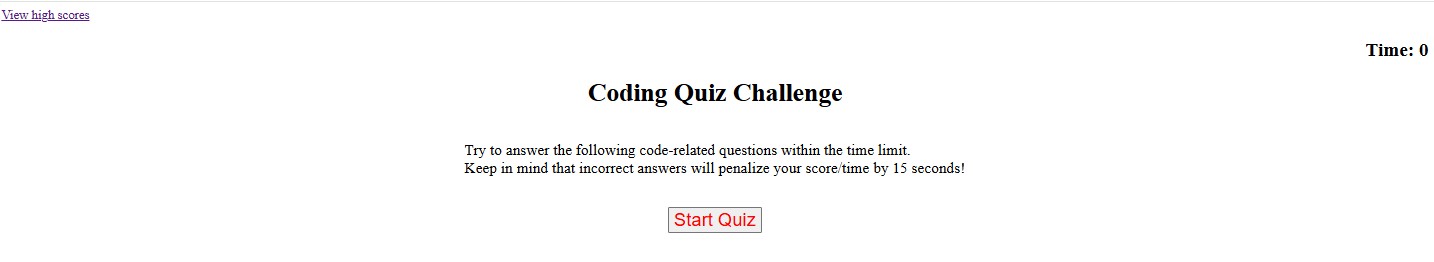 View high scores
Time: 0
Coding Quiz Challenge
Try to answer the following code-related questions within the time limit.
Keep in mind that incorrect answers will penalize your score/time by 15 seconds!
Start Quiz